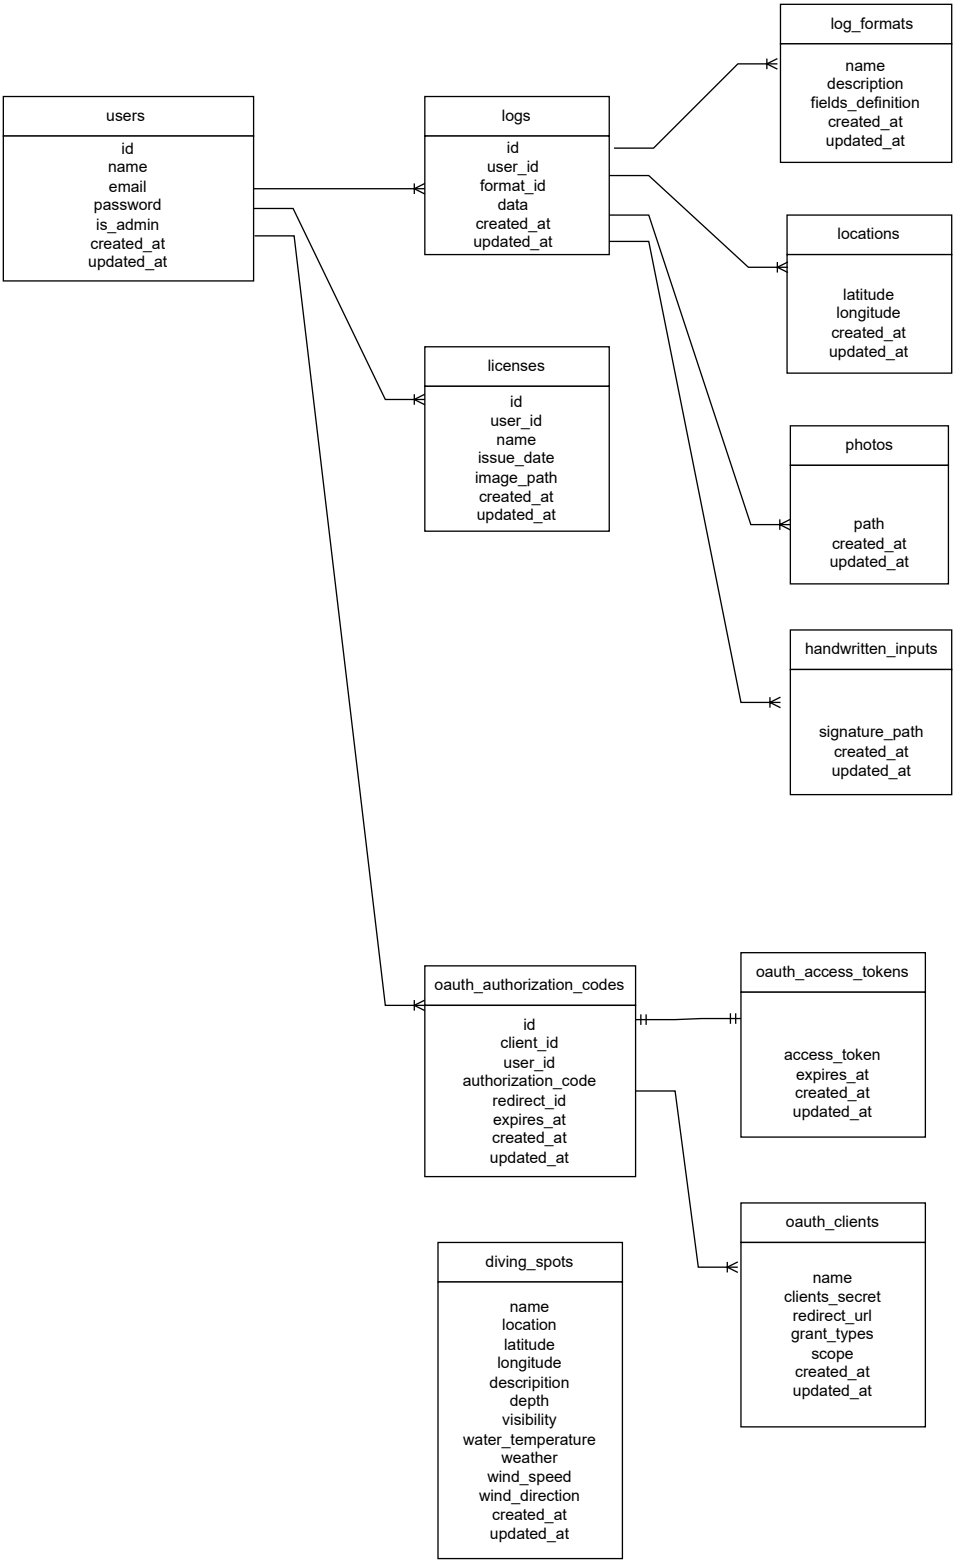 users
id
name
email
password
is_admin
created_at
updated_at
logs
id
user_id
format_id
data
created_at
updated_at
log_formats
name
description
fields_definition
created_at
updated_at
locations
latitude
longitude
created_at
updated_at
licenses
id
user_id
name
issue_date
image_path
created_at
updated_at
photos
path
created_at
updated_at
handwritten_inputs
signature_path
created_at
updated_at
oauth_authorization_codes
id
client_id
user_id
authorization_code
redirect_id
expires_at
created_at
updated_at
oauth_access_tokens
access_token
expires_at
created_at
updated_at
oauth_clients
name
clients_secret
redirect_url
grant_types
scope
created_at
updated_at
diving_spots
name
location
latitude
longitude
descripition
depth
visibility
water_temperature
weather
wind_speed
wind_direction
created_at
updated_at